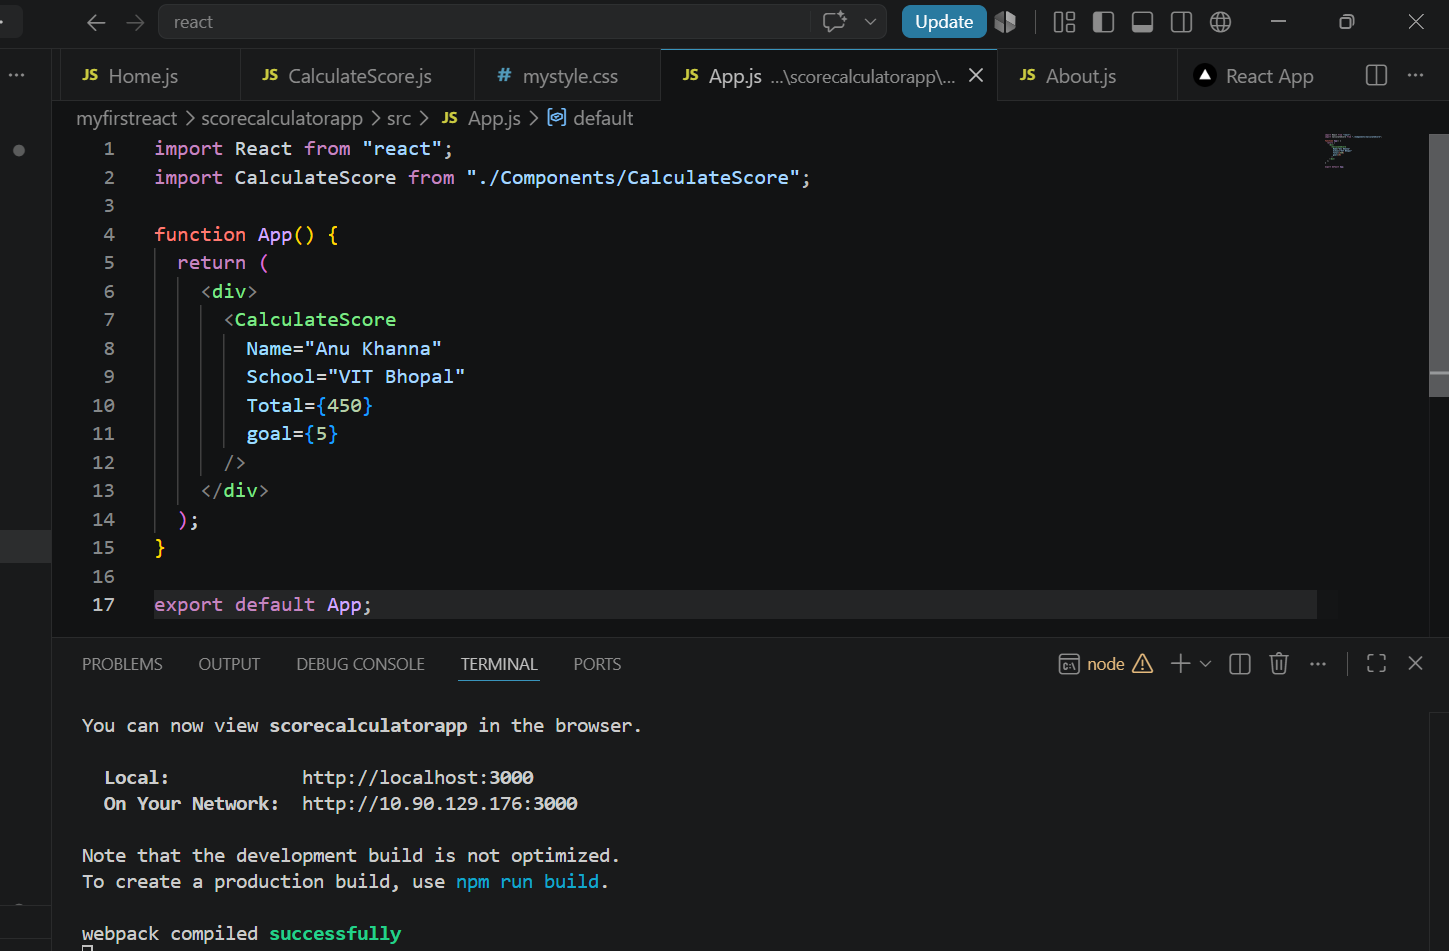 react
Update
JS Home.js
JS CalculateScore.js
# mystyle.css
JS App.js ...\scorecalculatorapp\...
JS About.js
React App
myfirstreact > scorecalculatorapp > src > JS App.js > default
1 import React from "react";
2 import CalculateScore from "./Components/CalculateScore";
3
4 function App() {
5   return (
6     <div>
7       <CalculateScore
8         Name="Anu Khanna"
9         School="VIT Bhopal"
10         Total={450}
11         goal={5}
12       />
13     </div>
14   );
15 }
16
17 export default App;
PROBLEMS OUTPUT DEBUG CONSOLE TERMINAL PORTS
node
You can now view scorecalculatorapp in the browser.
Local: http://localhost:3000
On Your Network: http://10.90.129.176:3000
Note that the development build is not optimized.
To create a production build, use npm run build.
webpack compiled successfully